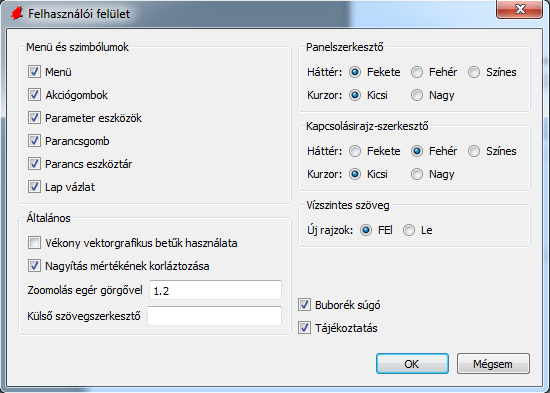 Felhasználói felület
Menü és szimbólumok
Menü
Akciógombok
Parameter eszközök
Parancsgomb
Parancs eszköztár
Lap vázlat
Általános
Vékony vektorgrafikus betűk használata
Nagyítás mértékének korláztozása
Zoomolás egér görgővel 1.2
Külső szövegszerkesztő
Panelszerkesztő
Háttér: Fekete Fehér Színes
Kurzor: Kicsi Nagy
Kapcsolásirajz-szerkesztő
Háttér: Fekete Fehér Színes
Kurzor: Kicsi Nagy
Vízszintes szöveg
Új rajzok: FEl Le
Buborék súgó
Tájékoztatás
OK Mégsem